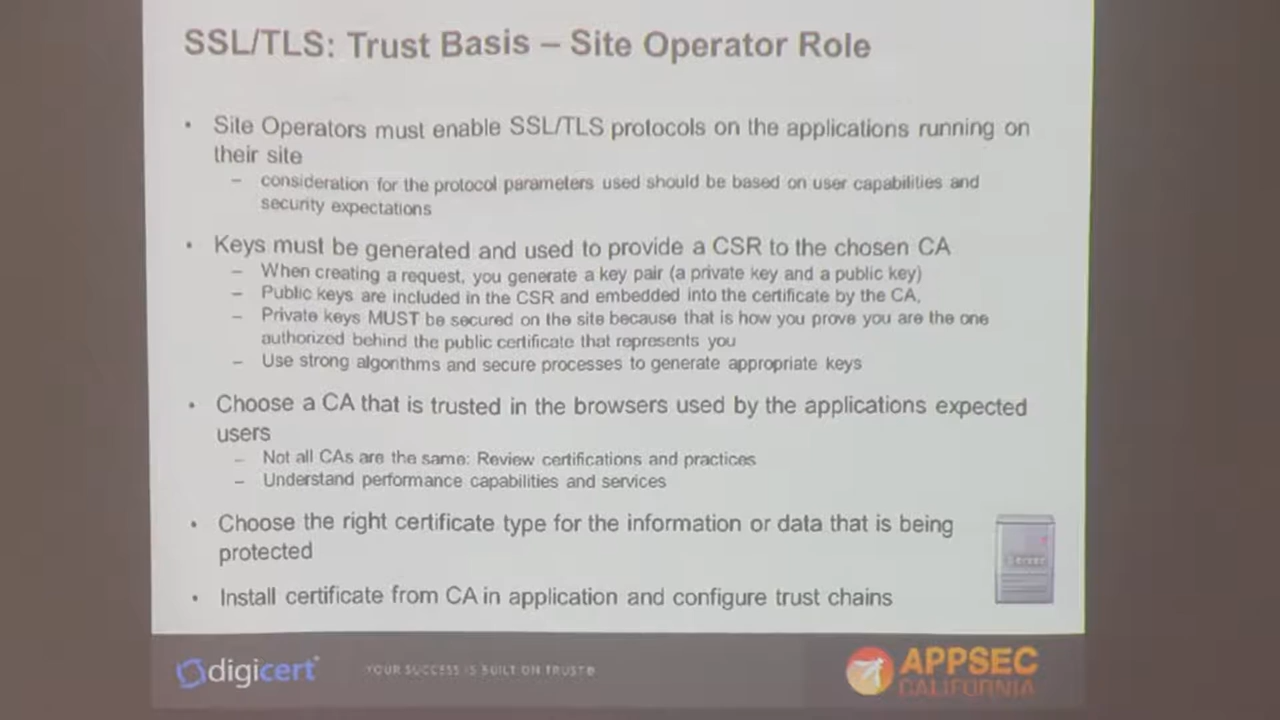 SSL/TLS: Trust Basis – Site Operator Role
• Site Operators must enable SSL/TLS protocols on the applications running on
their site
– consideration for the protocol parameters used should be based on user capabilities and
security expectations
• Keys must be generated and used to provide a CSR to the chosen CA
– When creating a request, you generate a key pair (a private key and a public key)
– Public keys are included in the CSR and embedded into the certificate by the CA.
– Private keys MUST be secured on the site because that is how you prove you are the one
authorized behind the public certificate that represents you
– Use strong algorithms and secure processes to generate appropriate keys
• Choose a CA that is trusted in the browsers used by the applications expected
users
– Not all CAs are the same: Review certifications and practices
– Understand performance capabilities and services
• Choose the right certificate type for the information or data that is being
protected
Server
• Install certificate from CA in application and configure trust chains
digicert
YOUR SUCCESS IS BUILT ON TRUST®
APPSEC
CALIFORNIA